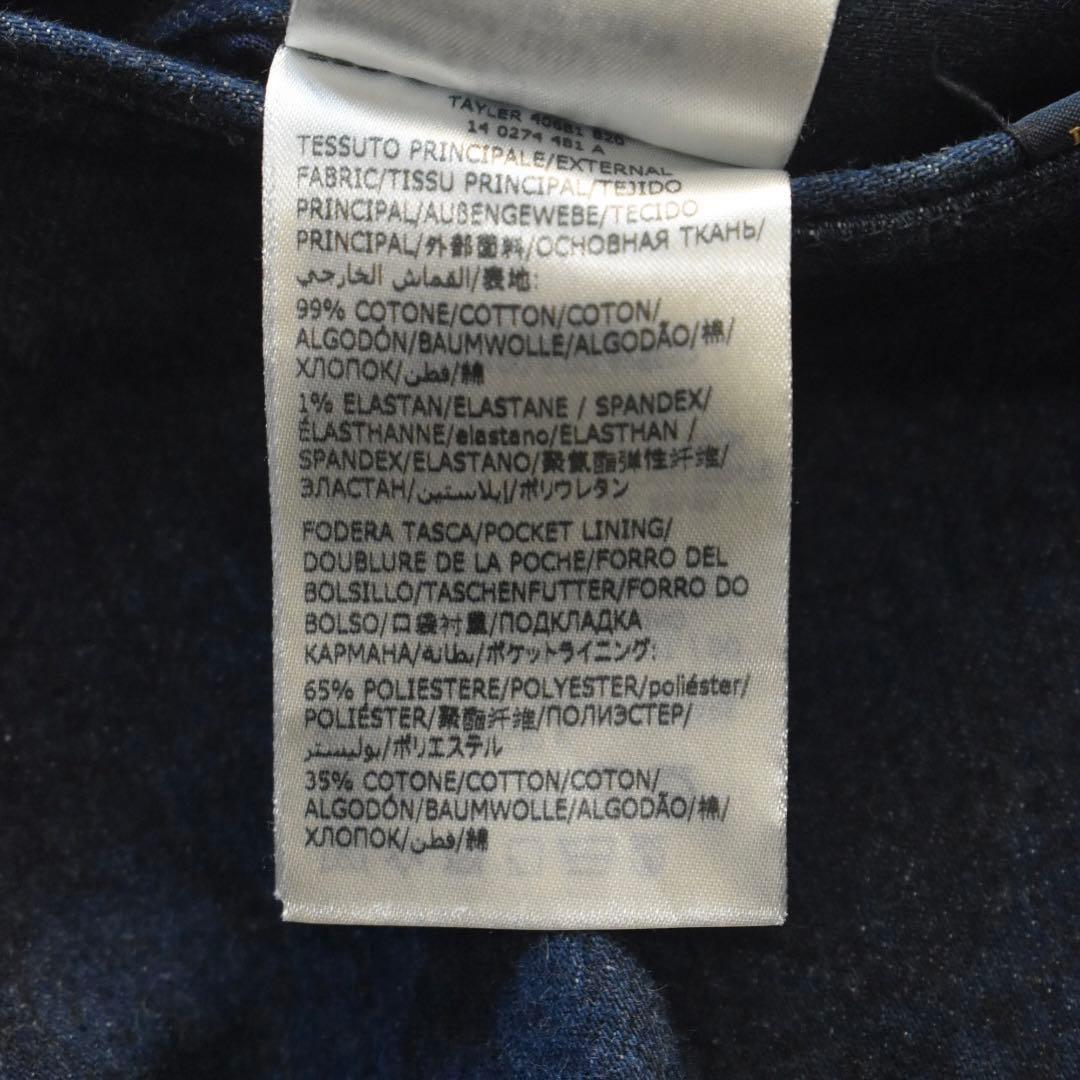 TAYLER 40681 820
14 0274 481 A
TESSUTO PRINCIPALE/EXTERNAL
FABRIC/TISSU PRINCIPAL/TEJIDO
PRINCIPAL/AUßENGEWEBE/TECIDO
PRINCIPAL/外部面料/ОСНОВНАЯ ТКАНЬ/
القماش الخارجي/表地:
99% COTONE/COTTON/COTON/
ALGODÓN/BAUMWOLLE/ALGODÃO/棉/
ХЛОПОК/قطن/綿
1% ELASTAN/ELASTANE / SPANDEX/
ÉLASTHANNE/elastano/ELASTHAN /
SPANDEX/ELASTANO/聚氨酯弹性纤维/
ЭЛАСТАН/إيلاستين/ポリウレタン
FODERA TASCA/POCKET LINING/
DOUBLURE DE LA POCHE/FORRO DEL
BOLSILLO/TASCHENFUTTER/FORRO DO
BOLSO/口袋衬里/ПОДКЛАДКА
КАРМАНА/بطانة/ポケットライニング:
65% POLIESTERE/POLYESTER/poliéster/
POLIÉSTER/聚酯纤维/ПОЛИЭСТЕР/
بوليستر/ポリエステル
35% COTONE/COTTON/COTON/
ALGODÓN/BAUMWOLLE/ALGODÃO/棉/
ХЛОПОК/قطن/綿